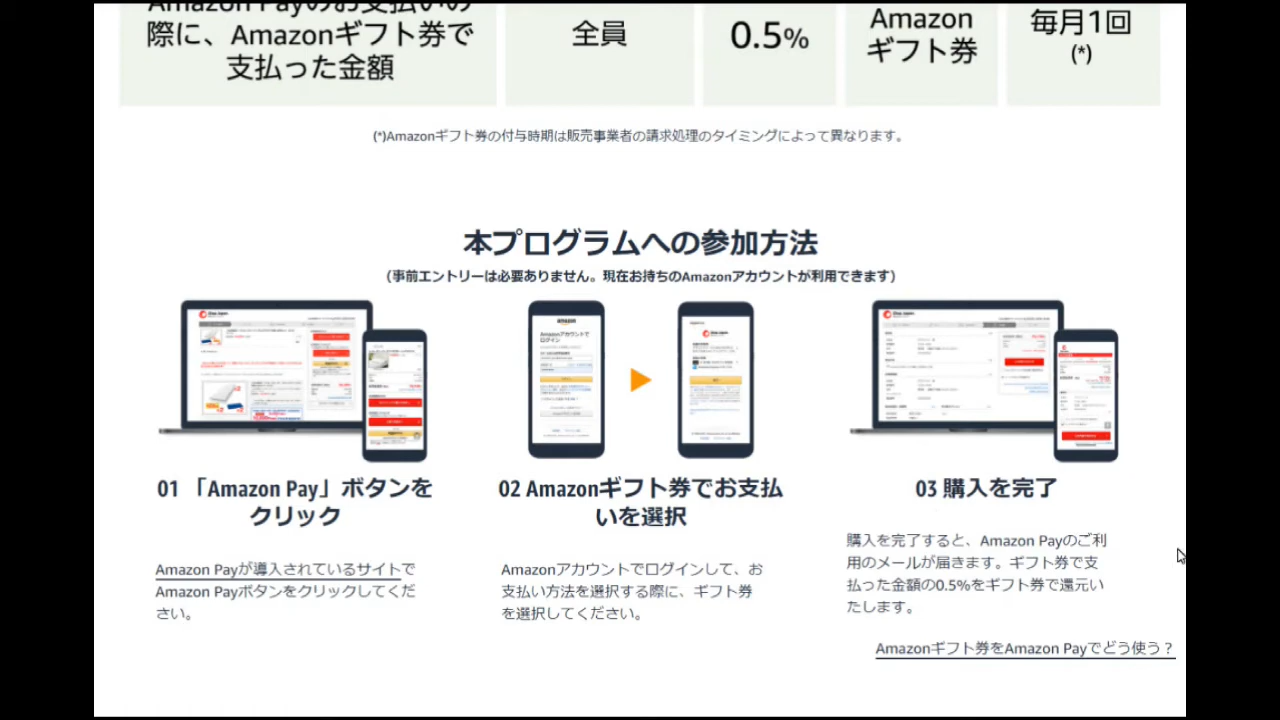 Amazon Payのお支払いの
際に、Amazonギフト券で
支払った金額
全員
0.5%
Amazon
ギフト券
毎月1回
(*)
(*)Amazonギフト券の付与時期は販売事業者の請求処理のタイミングによって異なります。
本プログラムへの参加方法
（事前エントリーは必要ありません。現在お持ちのAmazonアカウントが利用できます）
amazon
Amazonアカウントで
ログイン
01 「Amazon Pay」ボタンを
クリック
Amazon Payが導入されているサイトで
Amazon Payボタンをクリックしてくだ
さい。
02 Amazonギフト券でお支払
いを選択
Amazonアカウントでログインして、お
支払い方法を選択する際に、ギフト券
を選択してください。
03 購入を完了
購入を完了すると、Amazon Payのご利
用のメールが届きます。ギフト券で支
払った金額の0.5%をギフト券で還元い
たします。
Amazonギフト券をAmazon Payでどう使う？